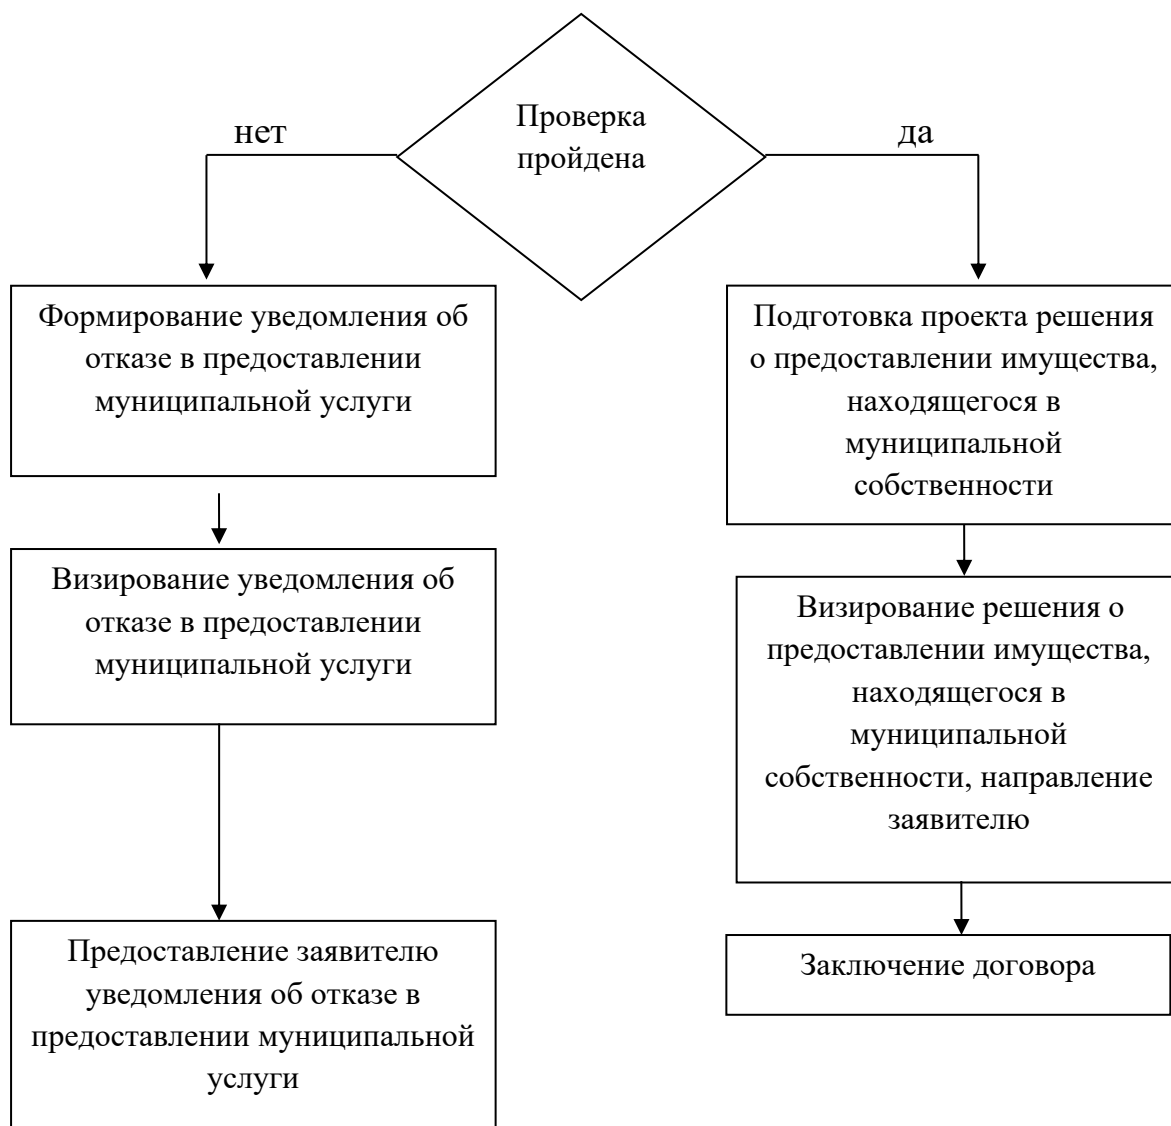 Проверка
пройдена
нет
да
Формирование уведомления об
отказе в предоставлении
муниципальной услуги
Подготовка проекта решения
о предоставлении имущества,
находящегося в
муниципальной
собственности
Визирование уведомления об
отказе в предоставлении
муниципальной услуги
Визирование решения о
предоставлении имущества,
находящегося в
муниципальной
собственности, направление
заявителю
Предоставление заявителю
уведомления об отказе в
предоставлении муниципальной
услуги
Заключение договора